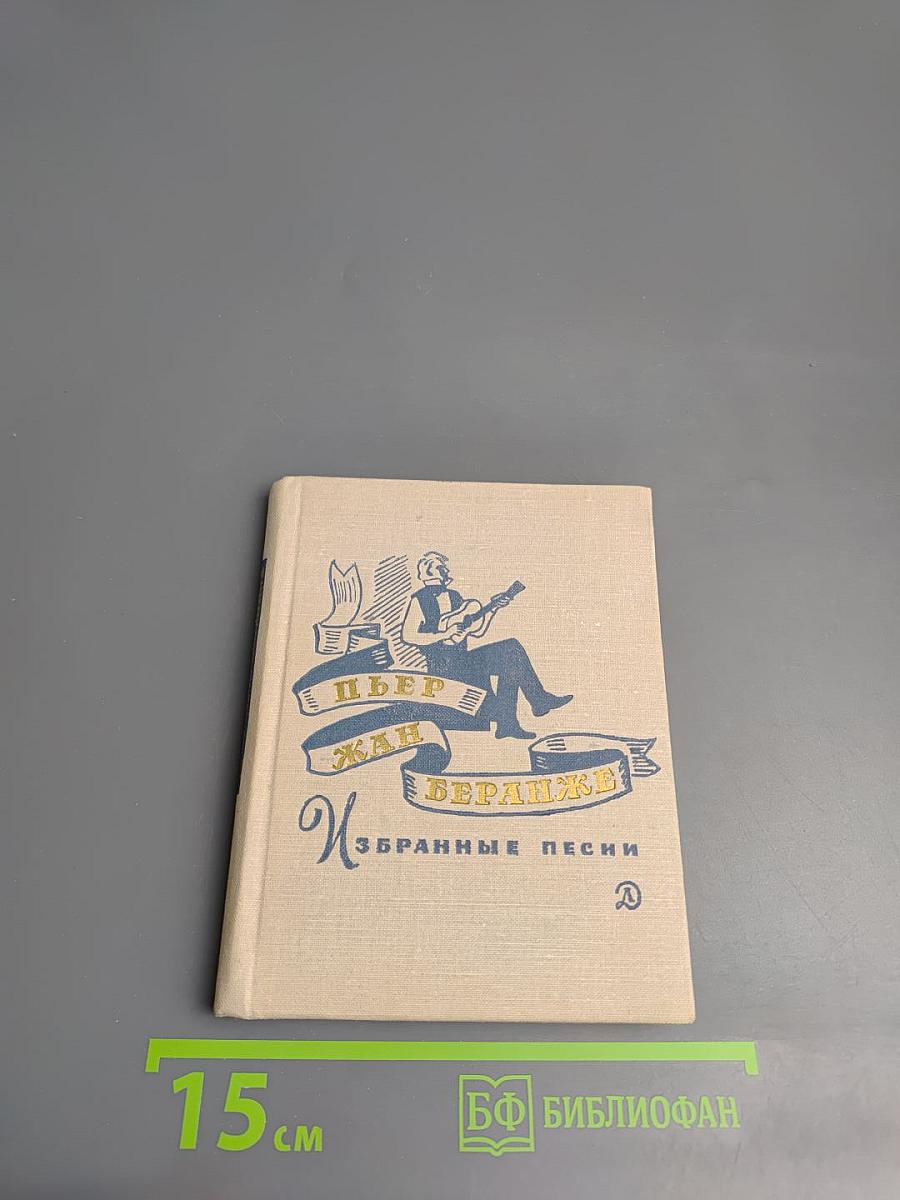 ПЬЕР
ЖАН
БЕРАНЖЕ
ИЗБРАННЫЕ ПЕСНИ
Д
15 см
БФ БИБЛИОФАН